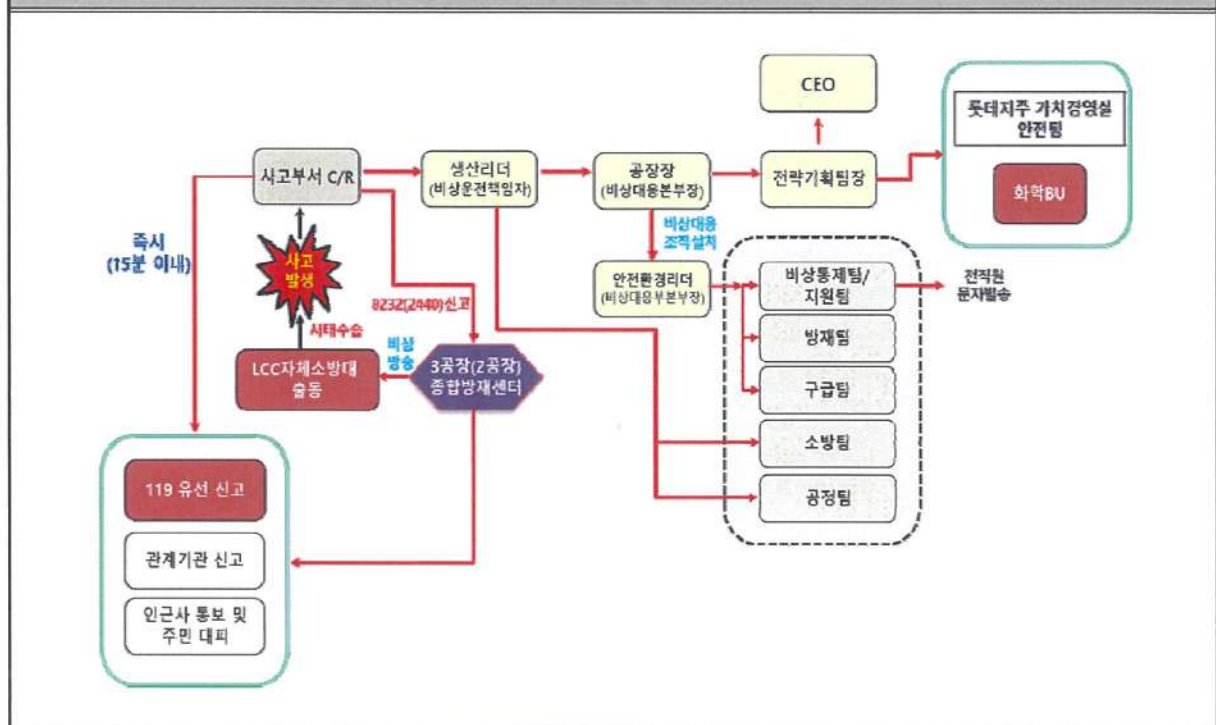 CEO
롯데지주 가치경영실
안전팀
화학BU
사고부서 C/R
생산리더
(비상운전책임자)
공장장
(비상대응본부장)
전략기획팀장
즉시
(15분 이내)
사고
발생
비상대응
조직설치
안전환경리더
(비상대응부본부장)
비상통제팀/
지원팀
전직원
문자발송
8232(2440)신고
사태수습
비상
방송
방재팀
LCC자체소방대
출동
3공장(2공장)
종합방재센터
구급팀
소방팀
공정팀
119 유선 신고
관계기관 신고
인근사 통보 및
주민 대피